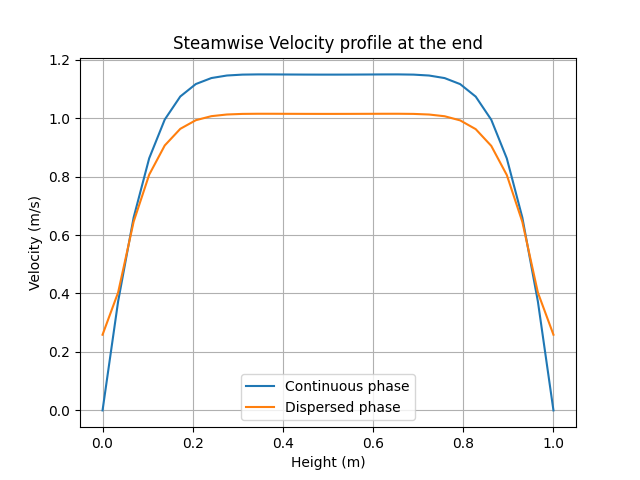 Steamwise Velocity profile at the end
1.2
1.0
0.8
0.6
0.4
0.2
0.0
Velocity (m/s)
Continuous phase
Dispersed phase
0.0 0.2 0.4 0.6 0.8 1.0
Height (m)